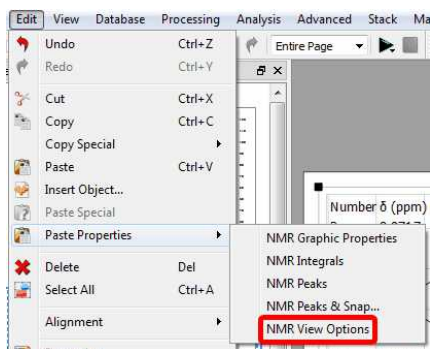 Edit View Database Processing Analysis Advanced Stack
Undo Ctrl+Z
Entire Page
Redo Ctrl+Y
Cut Ctrl+X
Copy Ctrl+C
Copy Special
Paste Ctrl+V
Insert Object...
Paste Special
Number δ (ppm)
Paste Properties
NMR Graphic Properties
NMR Integrals
Delete Del
NMR Peaks
Select All Ctrl+A
NMR Peaks & Snap...
Alignment
NMR View Options